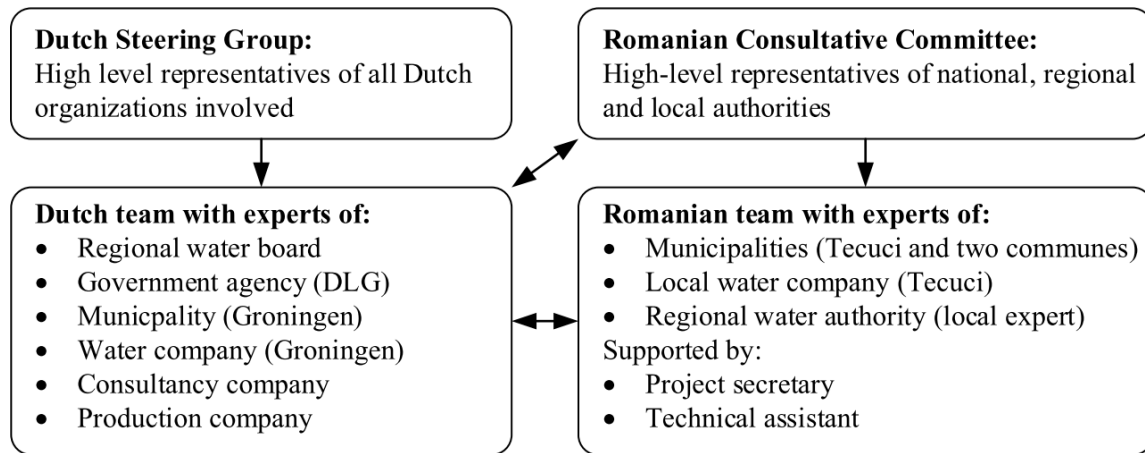 Dutch Steering Group:
High level representatives of all Dutch
organizations involved
Romanian Consultative Committee:
High-level representatives of national, regional
and local authorities
Dutch team with experts of:
• Regional water board
• Government agency (DLG)
• Municpality (Groningen)
• Water company (Groningen)
• Consultancy company
• Production company
Romanian team with experts of:
• Municipalities (Tecuci and two communes)
• Local water company (Tecuci)
• Regional water authority (local expert)
Supported by:
• Project secretary
• Technical assistant